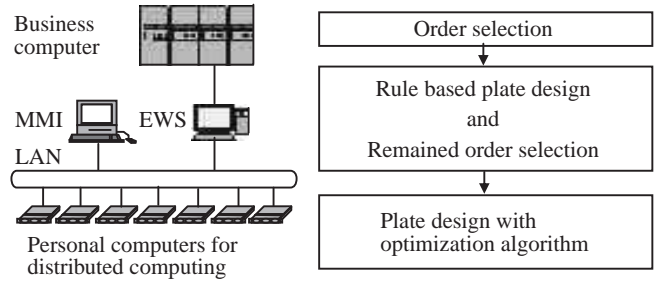 Business
computer
MMI
EWS
LAN
Personal computers for
distributed computing
Order selection
Rule based plate design
and
Remained order selection
Plate design with
optimization algorithm